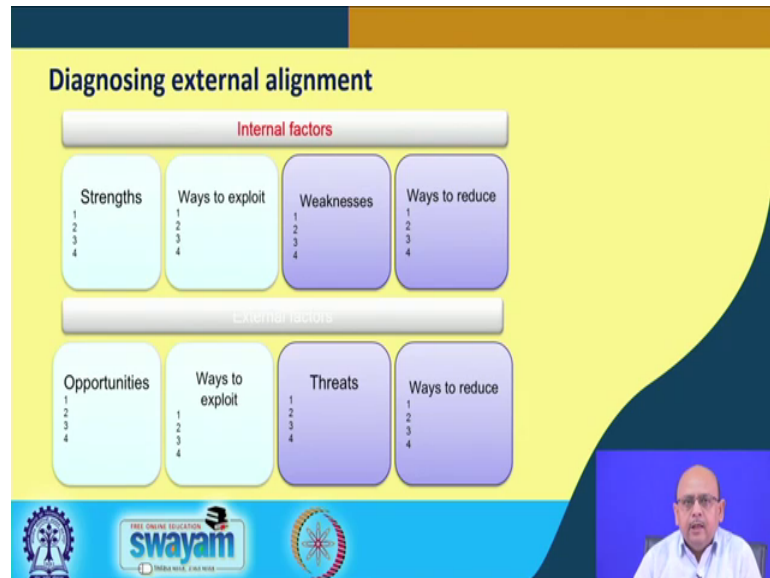 Diagnosing external alignment
Internal factors
Strengths
1
2
3
4
Ways to exploit
1
2
3
4
Weaknesses
1
2
3
4
Ways to reduce
1
2
3
4
External factors
Opportunities
1
2
3
4
Ways to
exploit
1
2
3
4
Threats
1
2
3
4
Ways to reduce
1
2
3
4
FREE ONLINE EDUCATION
swayam